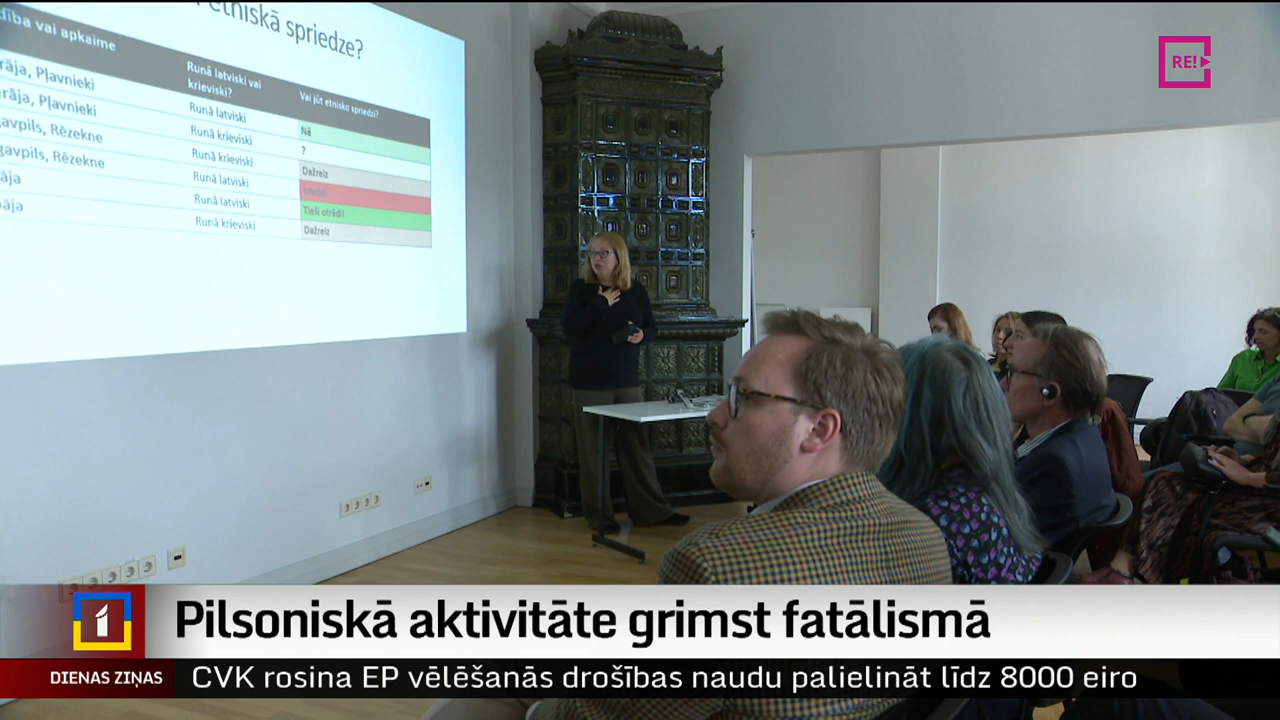 etniskā spriedze?
dība vai apkaime
Runā latviski vai
krieviski?
Vai jūt etnisko spriedzi?
rāja, Pļavnieki
Runā latviski
Nē
rāja, Pļavnieki
Runā krieviski
?
gavpils, Rēzekne
Runā krieviski
Dažreiz
gavpils, Rēzekne
Runā latviski
āja
Runā latviski
Tieši otrādi!
āja
Runā krieviski
Dažreiz
RE!
1
Pilsoniskā aktivitāte grimst fatālismā
DIENAS ZIŅAS
CVK rosina EP vēlēšanās drošības naudu palielināt līdz 8000 eiro